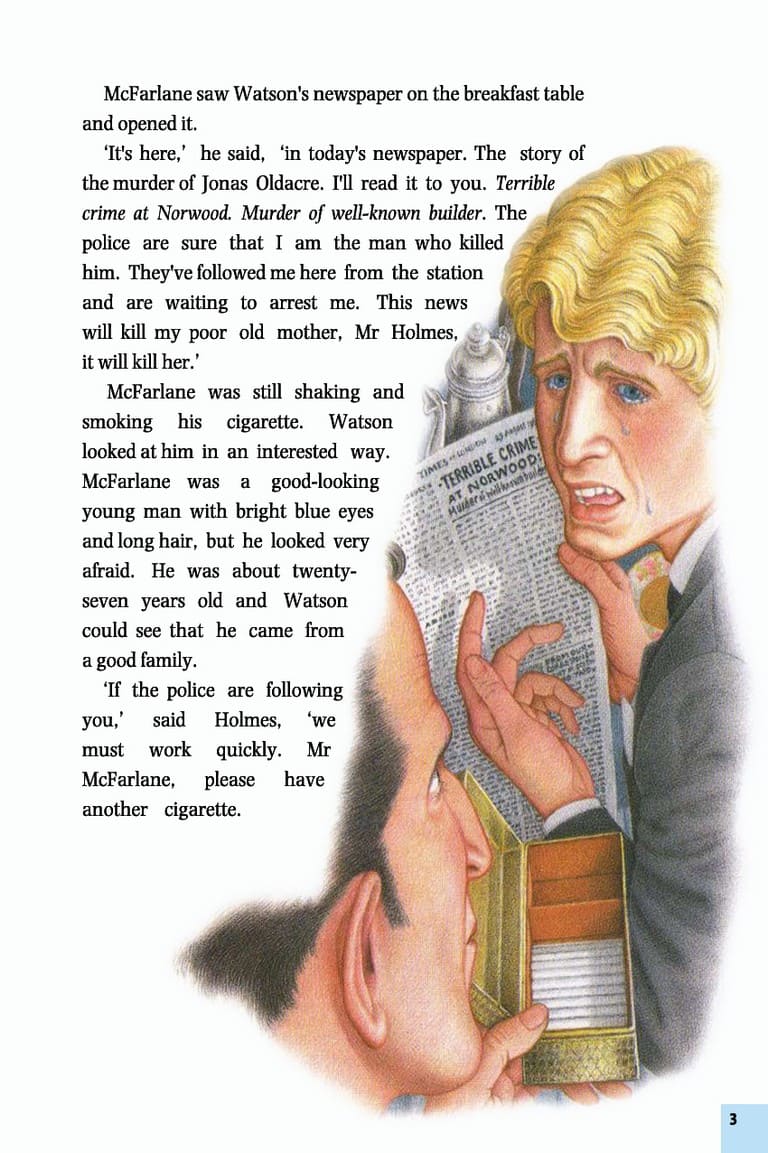 McFarlane saw Watson's newspaper on the breakfast table
and opened it.
‘It's here,’ he said, ‘in today's newspaper. The story of
the murder of Jonas Oldacre. I'll read it to you. Terrible
crime at Norwood. Murder of well-known builder. The
police are sure that I am the man who killed
him. They've followed me here from the station
and are waiting to arrest me. This news
will kill my poor old mother, Mr Holmes,
it will kill her.’
McFarlane was still shaking and
smoking his cigarette. Watson
looked at him in an interested way.
McFarlane was a good-looking
young man with bright blue eyes
and long hair, but he looked very
afraid. He was about twenty-
seven years old and Watson
could see that he came from
a good family.
‘If the police are following
you,’ said Holmes, ‘we
must work quickly. Mr
McFarlane, please have
another cigarette.
TIMES of LONDON
TERRIBLE CRIME
AT NORWOOD:
Murder of well-known builder
3